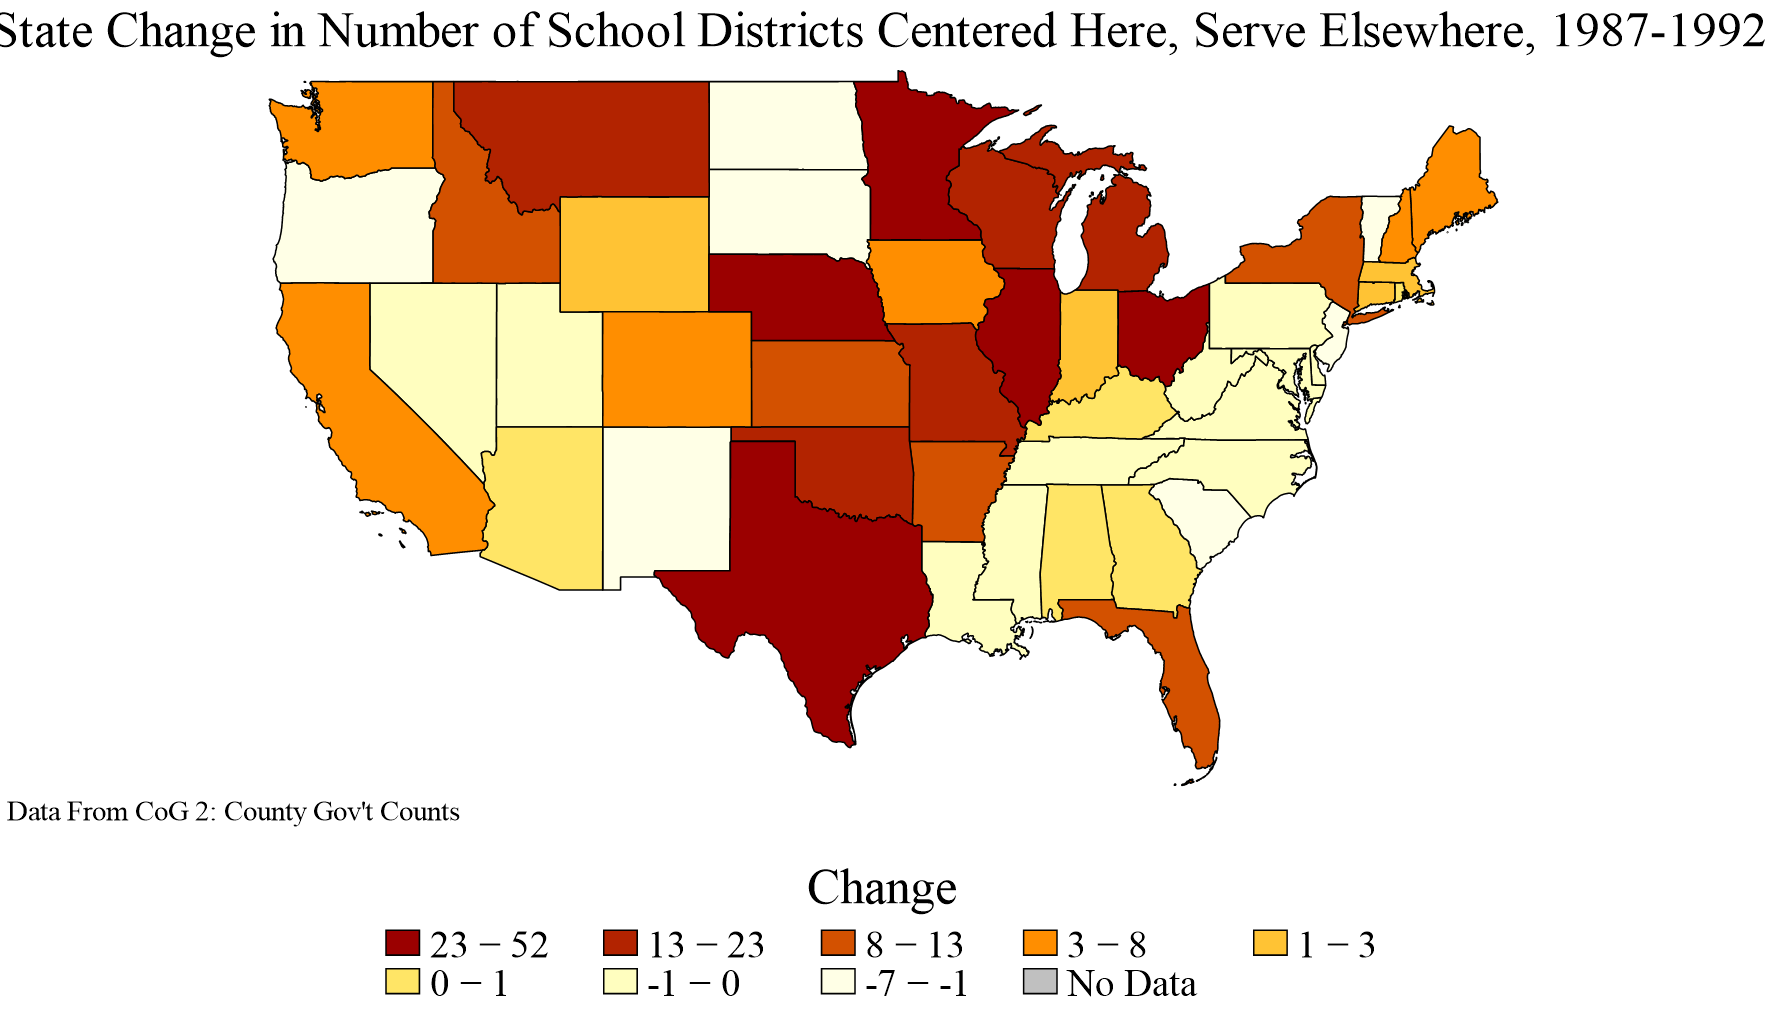 State Change in Number of School Districts Centered Here, Serve Elsewhere, 1987-1992
Data From CoG 2: County Gov't Counts
Change
23 − 52 13 − 23 8 − 13 3 − 8 1 − 3
0 − 1 -1 − 0 -7 − -1 No Data